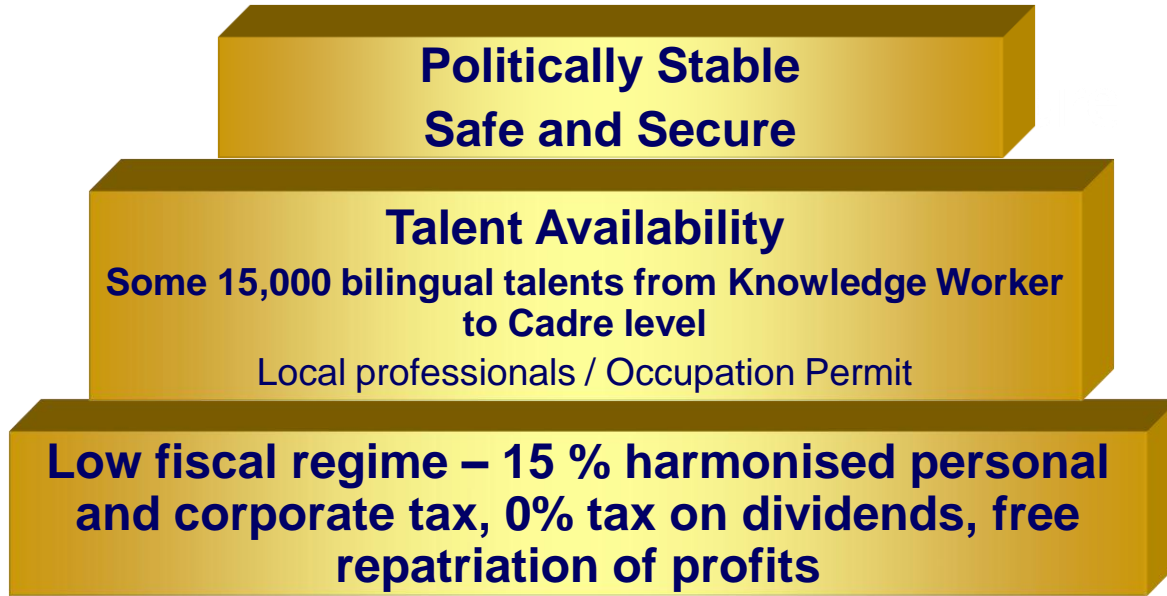 Politically Stable
Safe and Secure
Talent Availability
Some 15,000 bilingual talents from Knowledge Worker
to Cadre level
Local professionals / Occupation Permit
Low fiscal regime – 15 % harmonised personal
and corporate tax, 0% tax on dividends, free
repatriation of profits